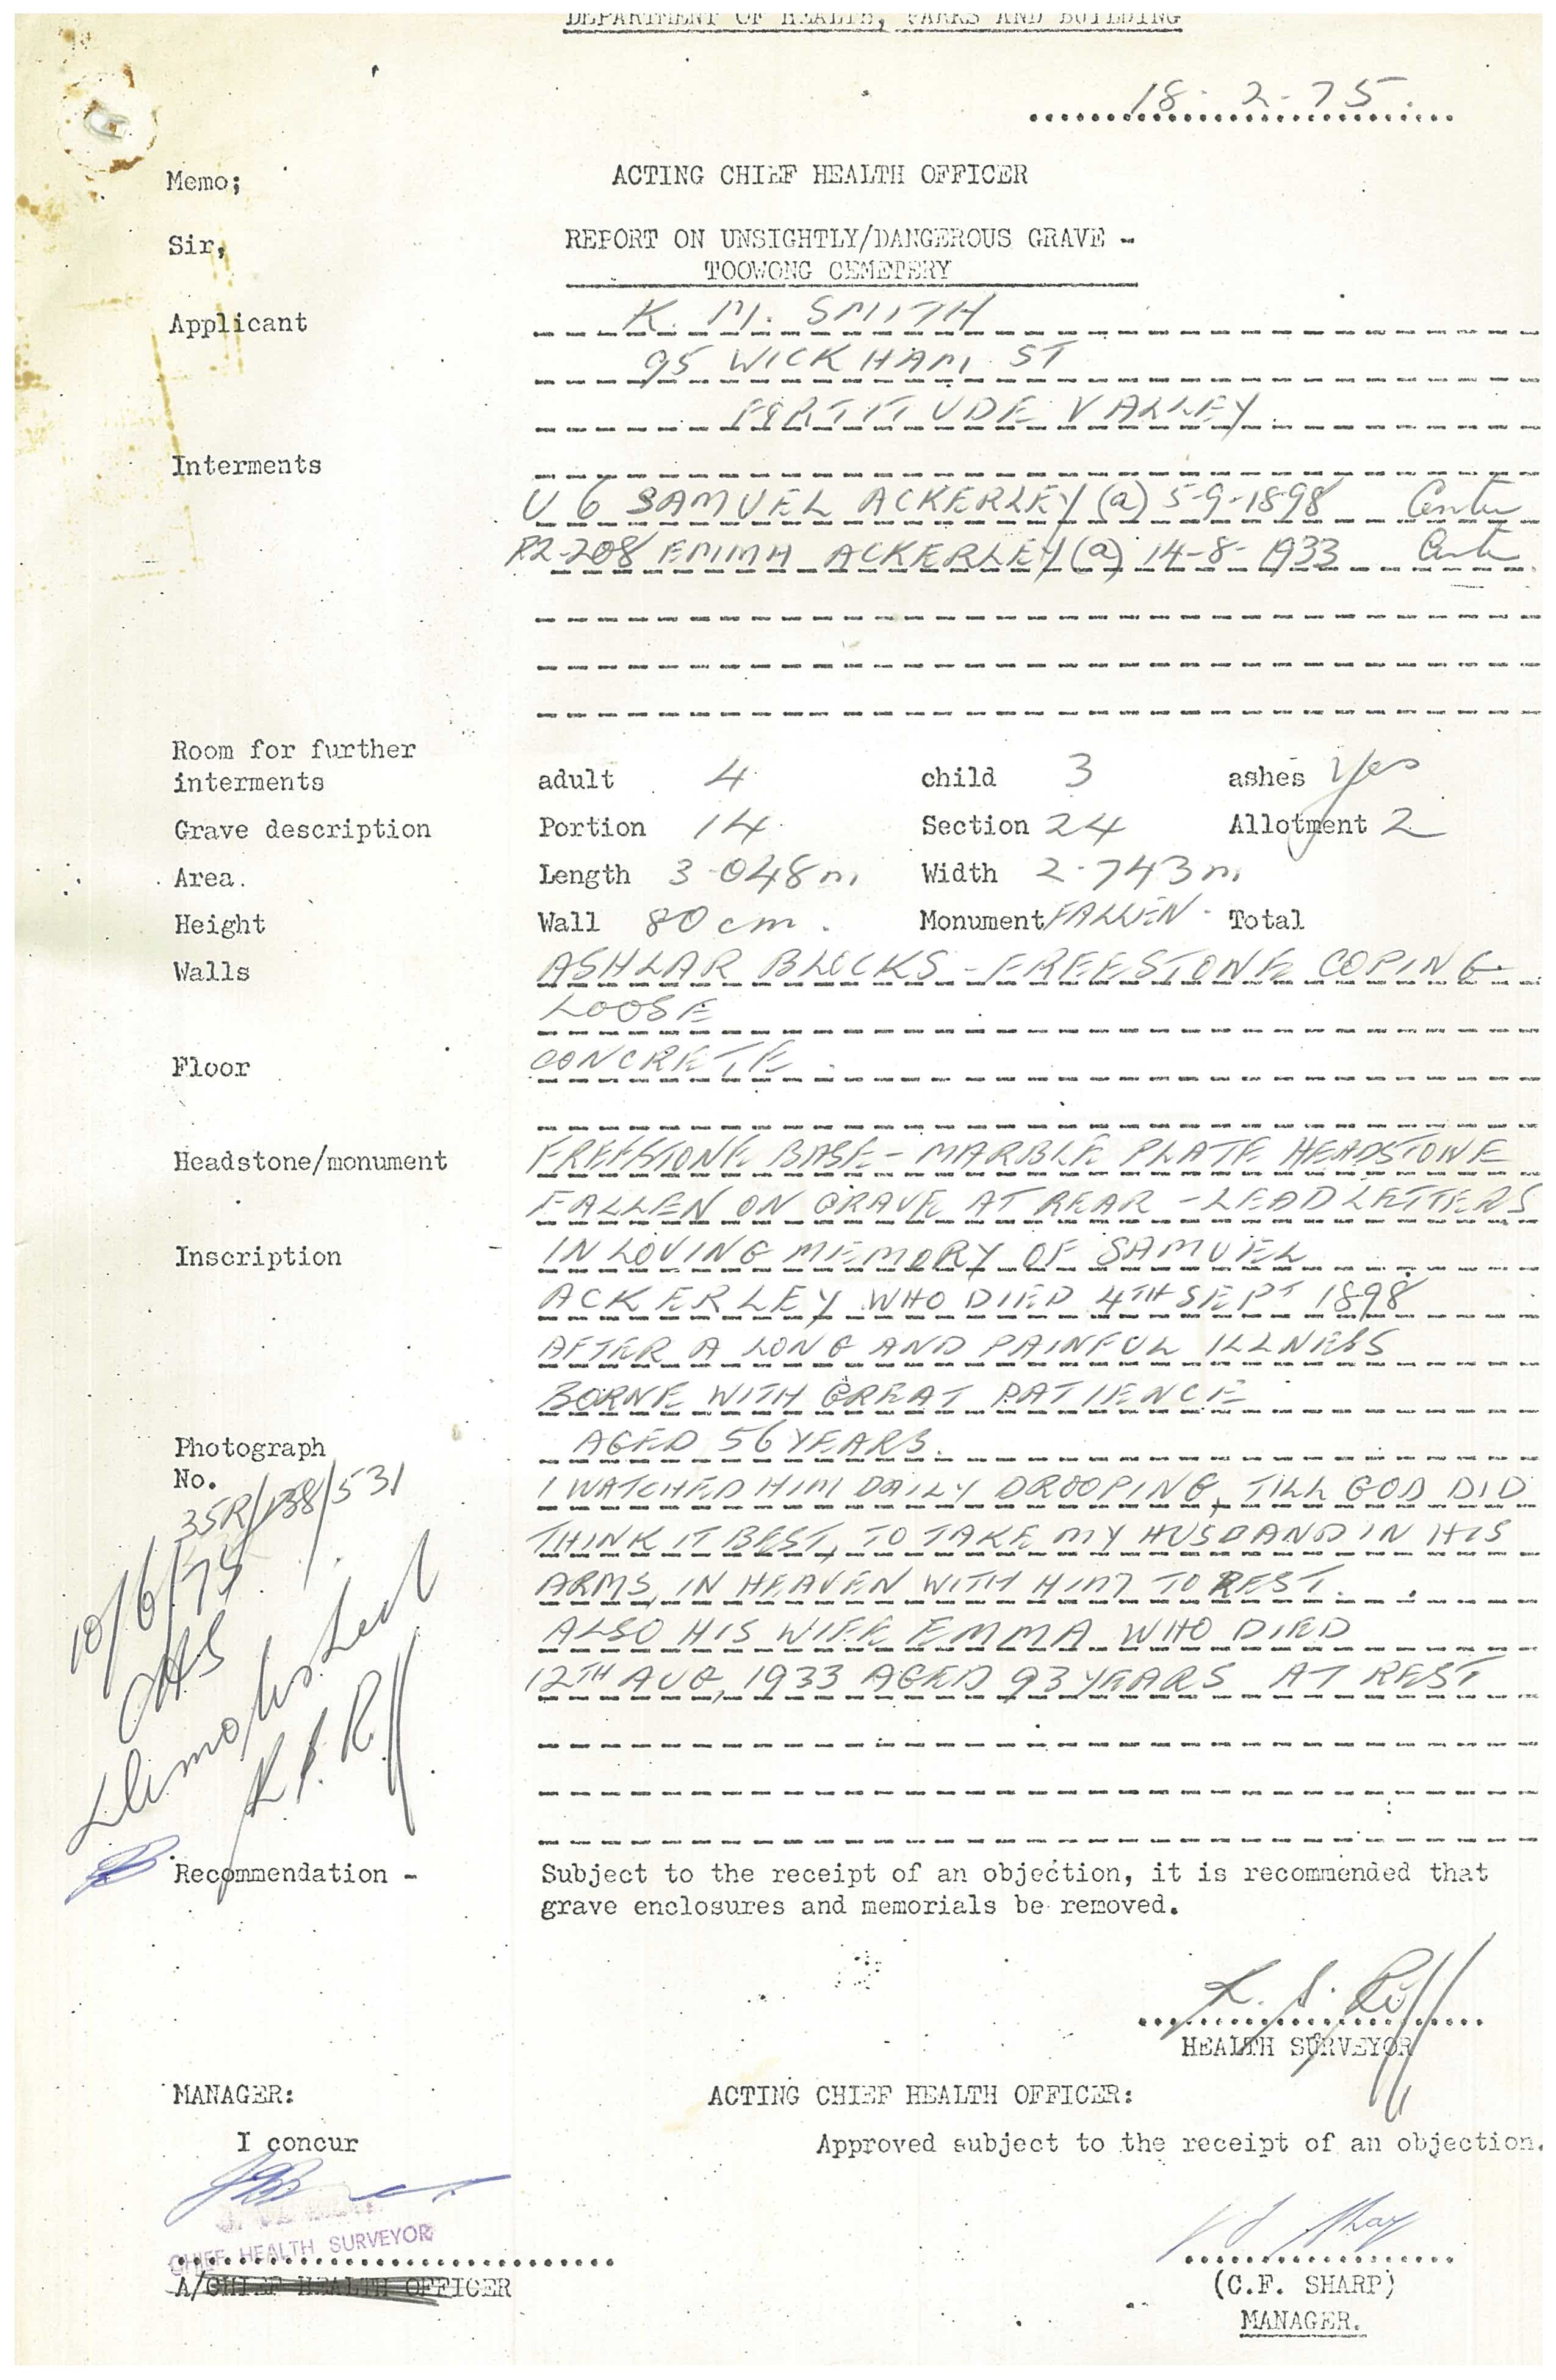 DEPARTMENT OF HEALTH, PARKS AND BUILDING
18-2-75.
Memo; ACTING CHIEF HEALTH OFFICER
Sir, REPORT ON UNSIGHTLY/DANGEROUS GRAVE -
TOOWONG CEMETERY
Applicant K. M. SMITH
95 WICKHAM ST
FORTITUDE VALLEY.
Interments
U 6 SAMUEL ACKERLEY (a) 5-9-1898 Centre
R2-208 EMMA ACKERLEY (a) 14-8-1933 Centre
Room for further
interments adult 4 child 3 ashes Yes
Grave description Portion 14 Section 24 Allotment 2
Area. Length 3.048m Width 2.743m
Height Wall 80cm. Monument FALLEN - Total
Walls ASHLAR BLOCKS - FREESTONE COPING
LOOSE
Floor CONCRETE.
Headstone/monument FREESTONE BASE - MARBLE PLATE HEADSTONE
FALLEN ON GRAVE AT REAR - LEAD LETTERS
Inscription - IN LOVING MEMORY OF SAMUEL
ACKERLEY WHO DIED 4TH SEPT 1898
AFTER A LONG AND PAINFUL ILLNESS
BORNE WITH GREAT PATIENCE
Photograph AGED 56 YEARS.
No. I WATCHED HIM DAILY DROOPING, TILL GOD DID
35R/138/531
THINK IT BEST, TO TAKE MY HUSBAND IN HIS
ARMS, IN HEAVEN WITH HIM TO REST.
ALSO HIS WIFE EMMA WHO DIED
12TH AUG, 1933 AGED 93 YEARS AT REST
10/6/75
Demolished
Recommendation - Subject to the receipt of an objection, it is recommended that
grave enclosures and memorials be removed.
HEALTH SURVEYOR
MANAGER: ACTING CHIEF HEALTH OFFICER:
I concur Approved subject to the receipt of an objection.
CHIEF HEALTH SURVEYOR
A/CHIEF HEALTH OFFICER (C.F. SHARP)
MANAGER.